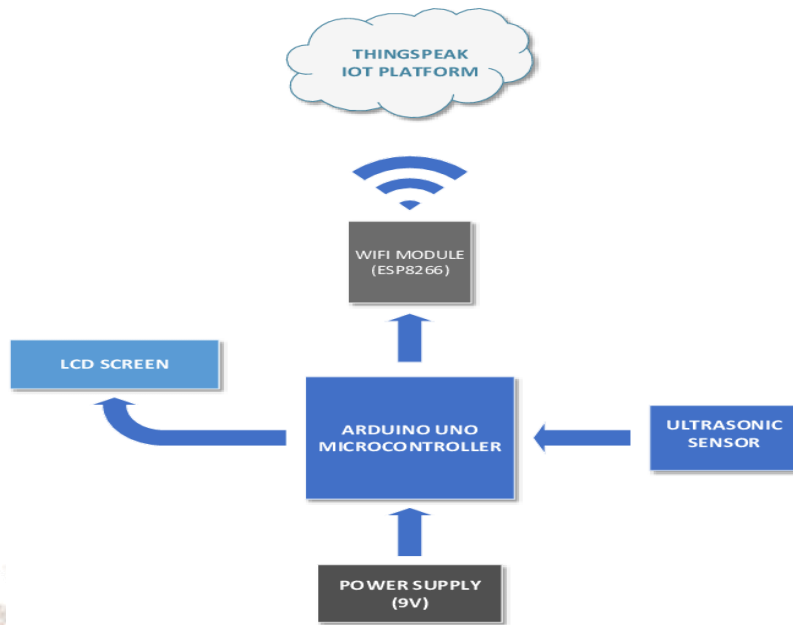 THINGSPEAK
IOT PLATFORM
WIFI MODULE
(ESP8266)
LCD SCREEN
ARDUINO UNO
MICROCONTROLLER
ULTRASONIC
SENSOR
POWER SUPPLY
(9V)